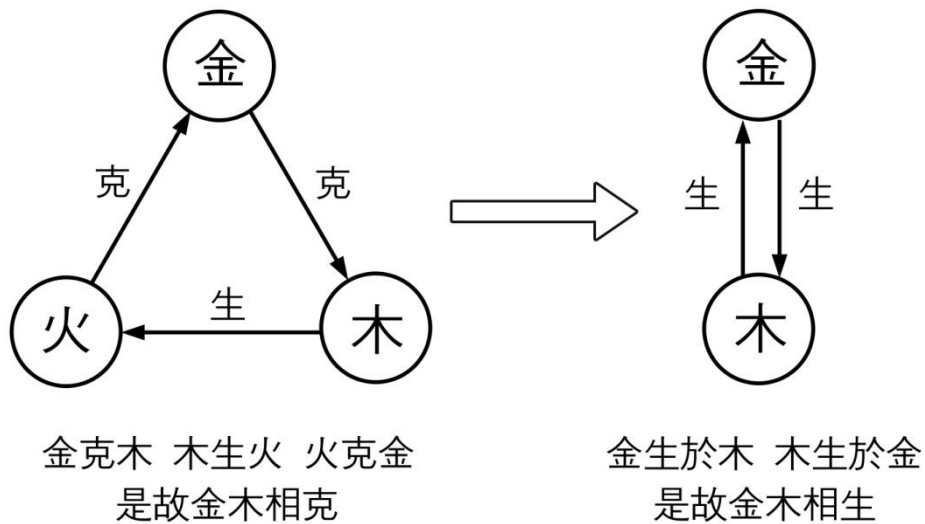 金
克
克
火
生
木
金克木 木生火 火克金
是故金木相克
金
生
生
木
金生於木 木生於金
是故金木相生